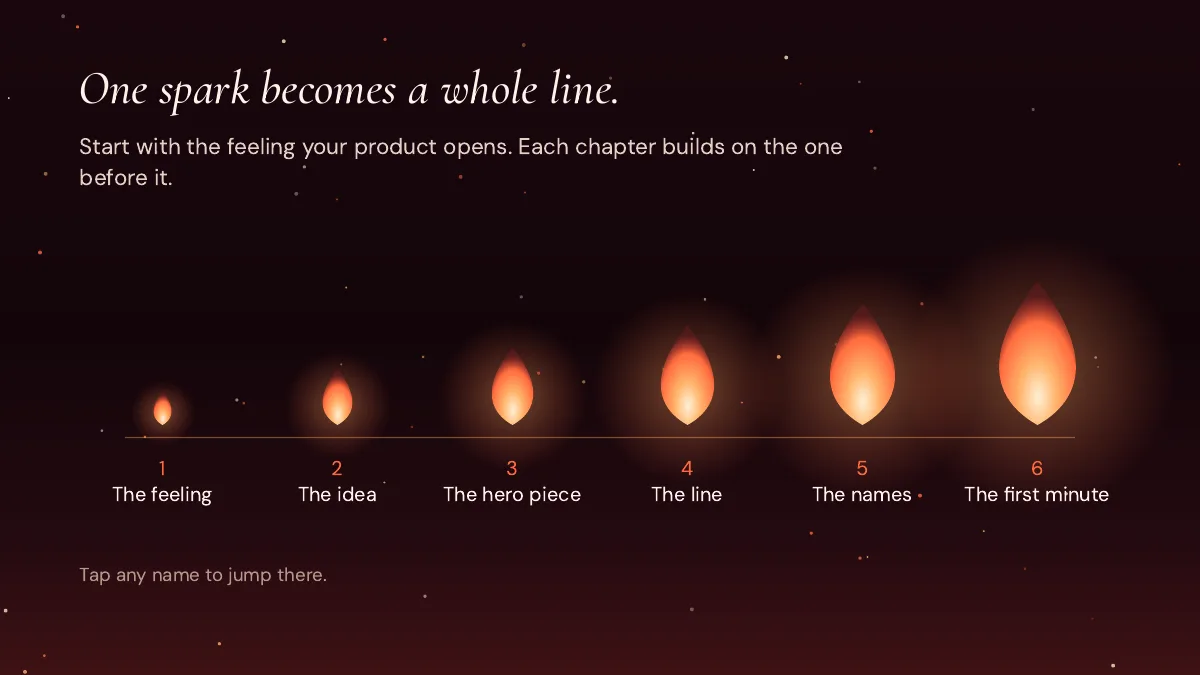 One spark becomes a whole line.
Start with the feeling your product opens. Each chapter builds on the one
before it.
1
The feeling
2
The idea
3
The hero piece
4
The line
5
The names
6
The first minute
Tap any name to jump there.